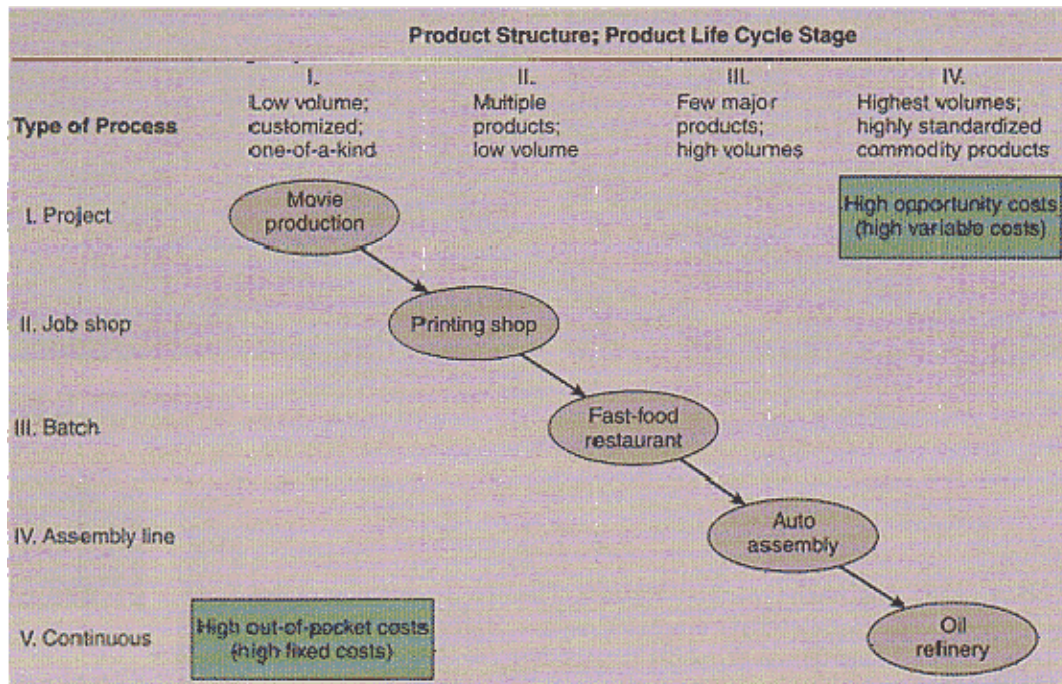 Product Structure; Product Life Cycle Stage
Type of Process
I.
Low volume;
customized;
one-of-a-kind
II.
Multiple
products;
low volume
III.
Few major
products;
high volumes
IV.
Highest volumes;
highly standardized
commodity products
I. Project
Movie
production
High opportunity costs
(high variable costs)
II. Job shop
Printing shop
III. Batch
Fast-food
restaurant
IV. Assembly line
Auto
assembly
V. Continuous
High out-of-pocket costs
(high fixed costs)
Oil
refinery